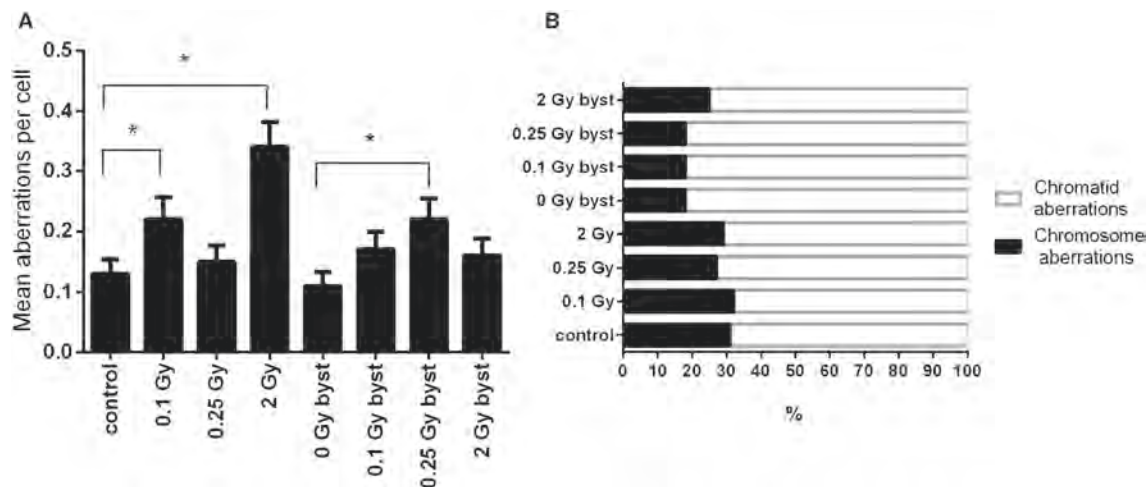 A
Mean aberrations per cell
0.5
0.4
0.3
0.2
0.1
0.0
*
*
*
control
0.1 Gy
0.25 Gy
2 Gy
0 Gy byst
0.1 Gy byst
0.25 Gy byst
2 Gy byst
B
2 Gy byst
0.25 Gy byst
0.1 Gy byst
0 Gy byst
2 Gy
0.25 Gy
0.1 Gy
control
0 10 20 30 40 50 60 70 80 90 100
%
Chromatid
aberrations
Chromosome
aberrations